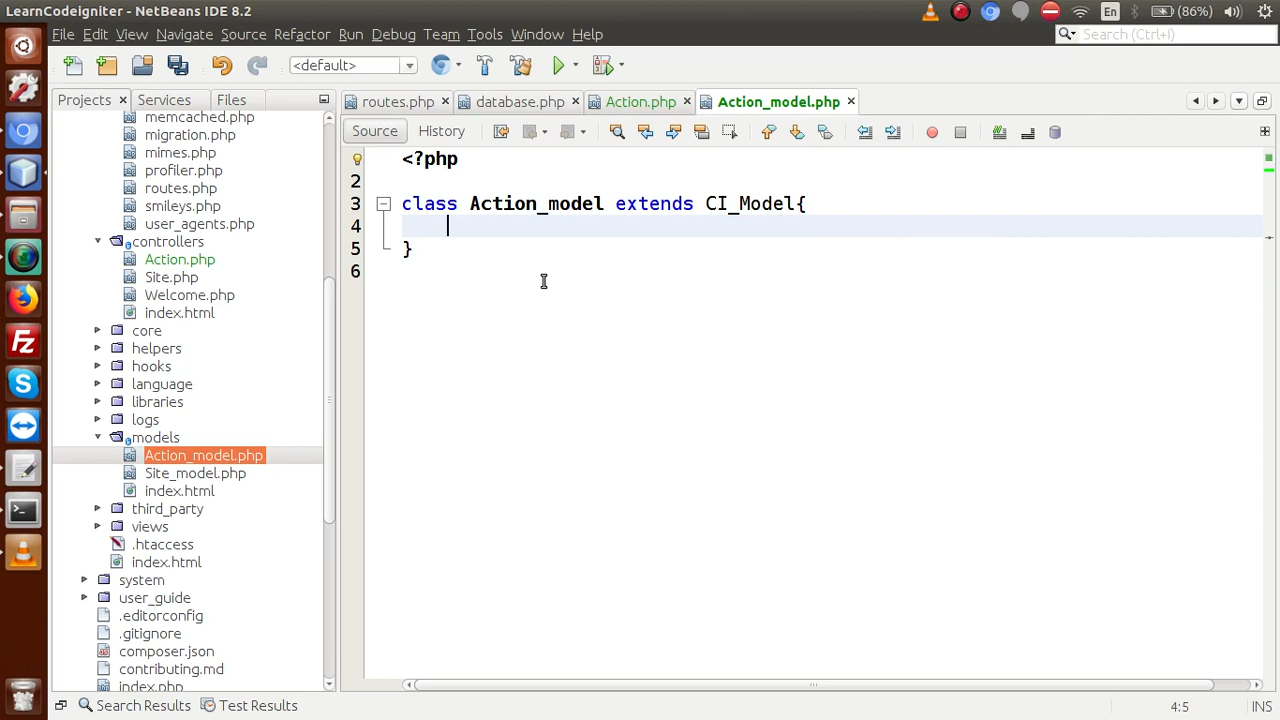 LearnCodeigniter - NetBeans IDE 8.2
En
(86%)
File Edit View Navigate Source Refactor Run Debug Team Tools Window Help
Search (Ctrl+I)
<default>
Projects Services Files
routes.php database.php Action.php Action_model.php
Source History
memcached.php
migration.php
mimes.php
profiler.php
routes.php
smileys.php
user_agents.php
controllers
Action.php
Site.php
Welcome.php
index.html
core
helpers
hooks
language
libraries
logs
models
Action_model.php
Site_model.php
index.html
third_party
views
.htaccess
index.html
system
user_guide
.editorconfig
.gitignore
composer.json
contributing.md
index.php
<?php
2
3 class Action_model extends CI_Model{
4
5 }
6
Search Results Test Results
4:5 INS